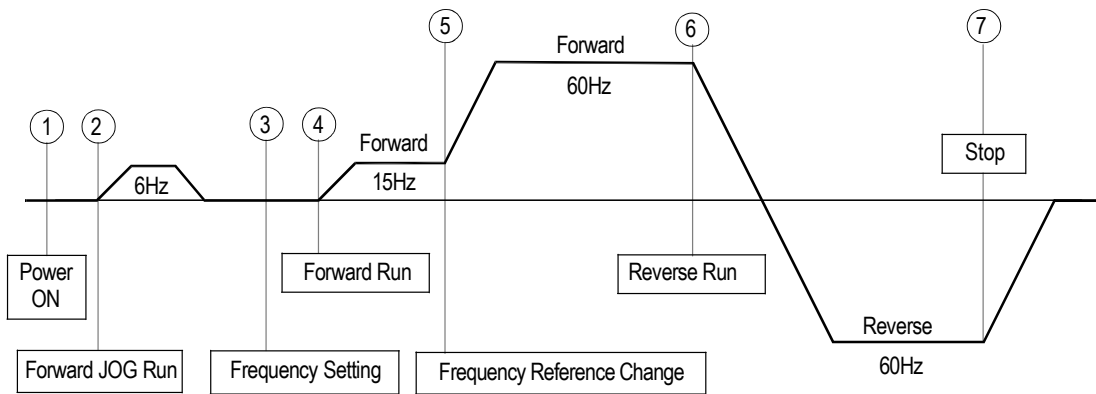 5
6
7
Forward
60Hz
1
2
3
4
Forward
Stop
6Hz
15Hz
Power
ON
Forward Run
Reverse Run
Reverse
60Hz
Forward JOG Run
Frequency Setting
Frequency Reference Change